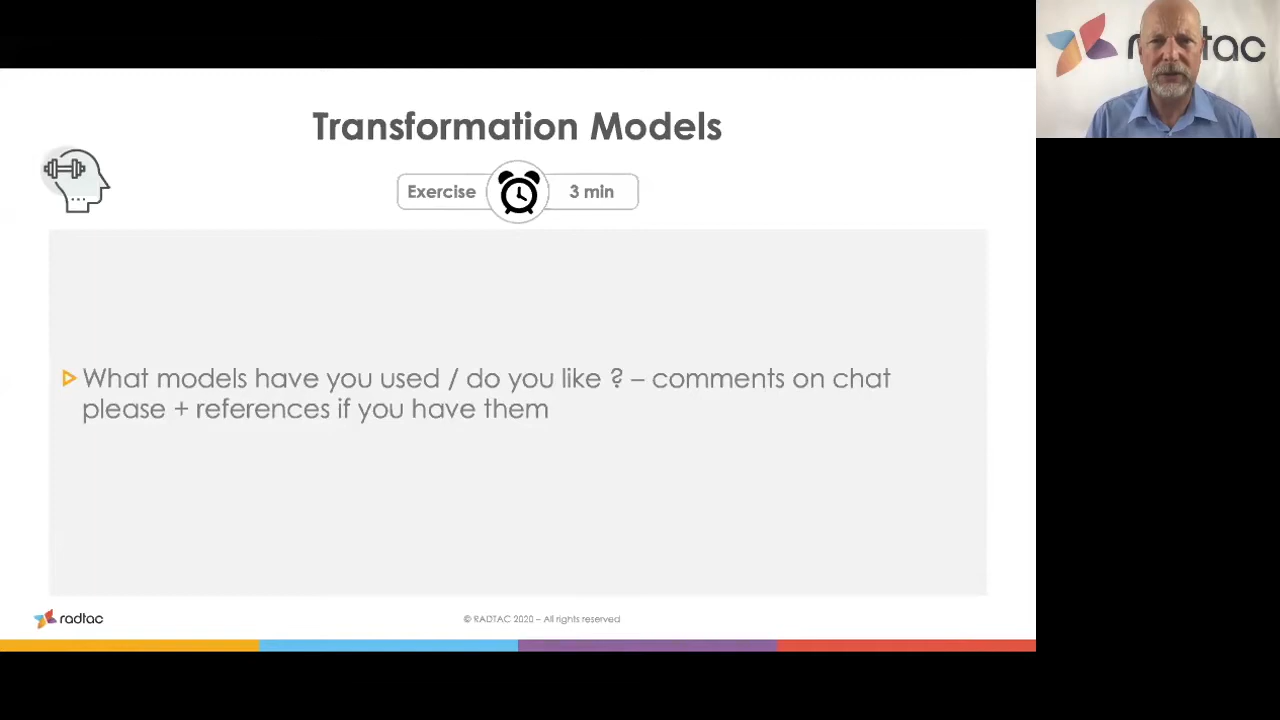 Transformation Models
Exercise 3 min
What models have you used / do you like ? – comments on chat
please + references if you have them
radtac
© RADTAC 2020 – All rights reserved